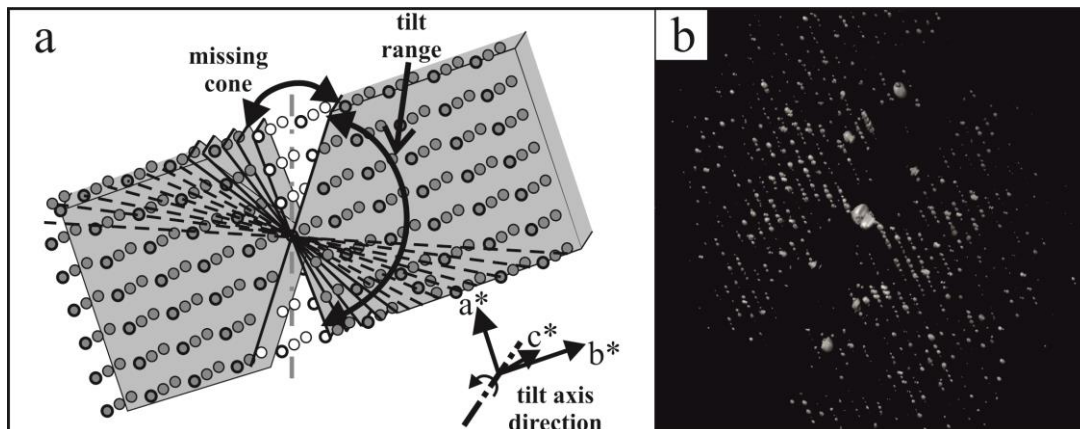 a
missing
cone
tilt
range
a*
c*
b*
tilt axis
direction
b